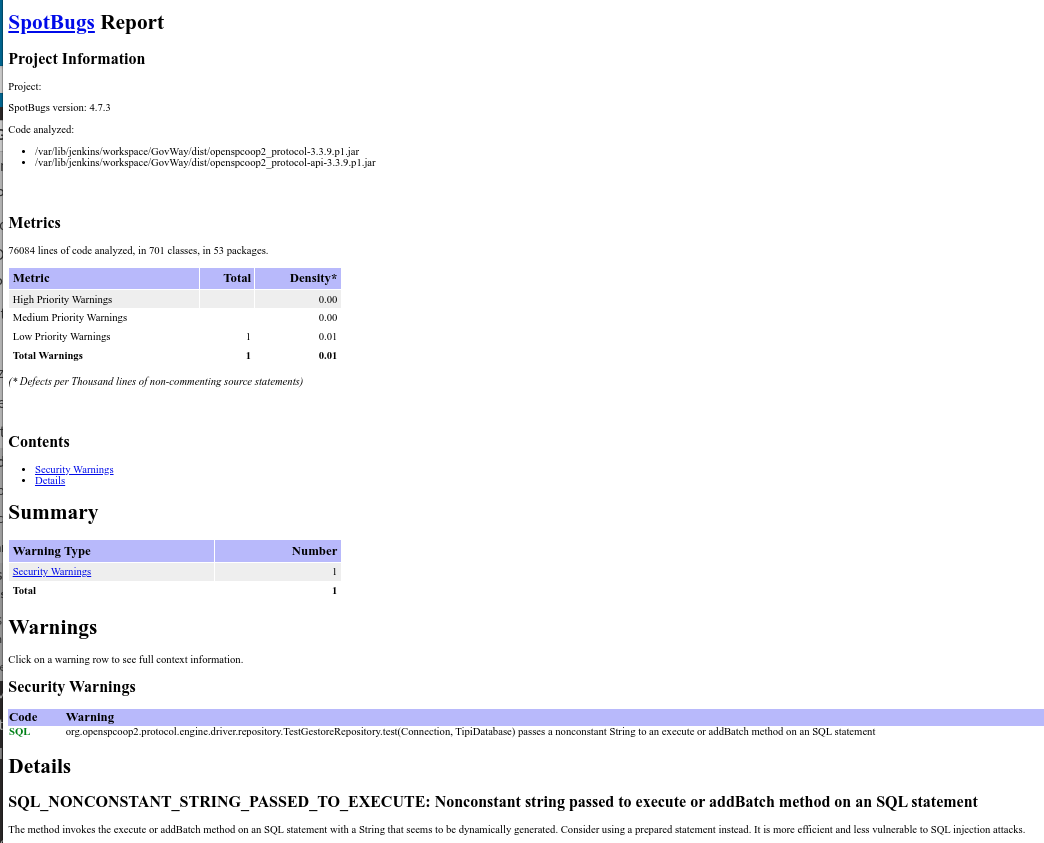 SpotBugs Report
Project Information
Project:
SpotBugs version: 4.7.3
Code analyzed:
• /var/lib/jenkins/workspace/GovWay/dist/openspcoop2_protocol-3.3.9.p1.jar
• /var/lib/jenkins/workspace/GovWay/dist/openspcoop2_protocol-api-3.3.9.p1.jar
Metrics
76084 lines of code analyzed, in 701 classes, in 53 packages.
Metric Total Density*
High Priority Warnings 0.00
Medium Priority Warnings 0.00
Low Priority Warnings 1 0.01
Total Warnings 1 0.01
(* Defects per Thousand lines of non-commenting source statements)
Contents
• Security Warnings
• Details
Summary
Warning Type Number
Security Warnings 1
Total 1
Warnings
Click on a warning row to see full context information.
Security Warnings
Code Warning
SQL org.openspcoop2.protocol.engine.driver.repository.TestGestoreRepository.test(Connection, TipiDatabase) passes a nonconstant String to an execute or addBatch method on an SQL statement
Details
SQL_NONCONSTANT_STRING_PASSED_TO_EXECUTE: Nonconstant string passed to execute or addBatch method on an SQL statement
The method invokes the execute or addBatch method on an SQL statement with a String that seems to be dynamically generated. Consider using a prepared statement instead. It is more efficient and less vulnerable to SQL injection attacks.